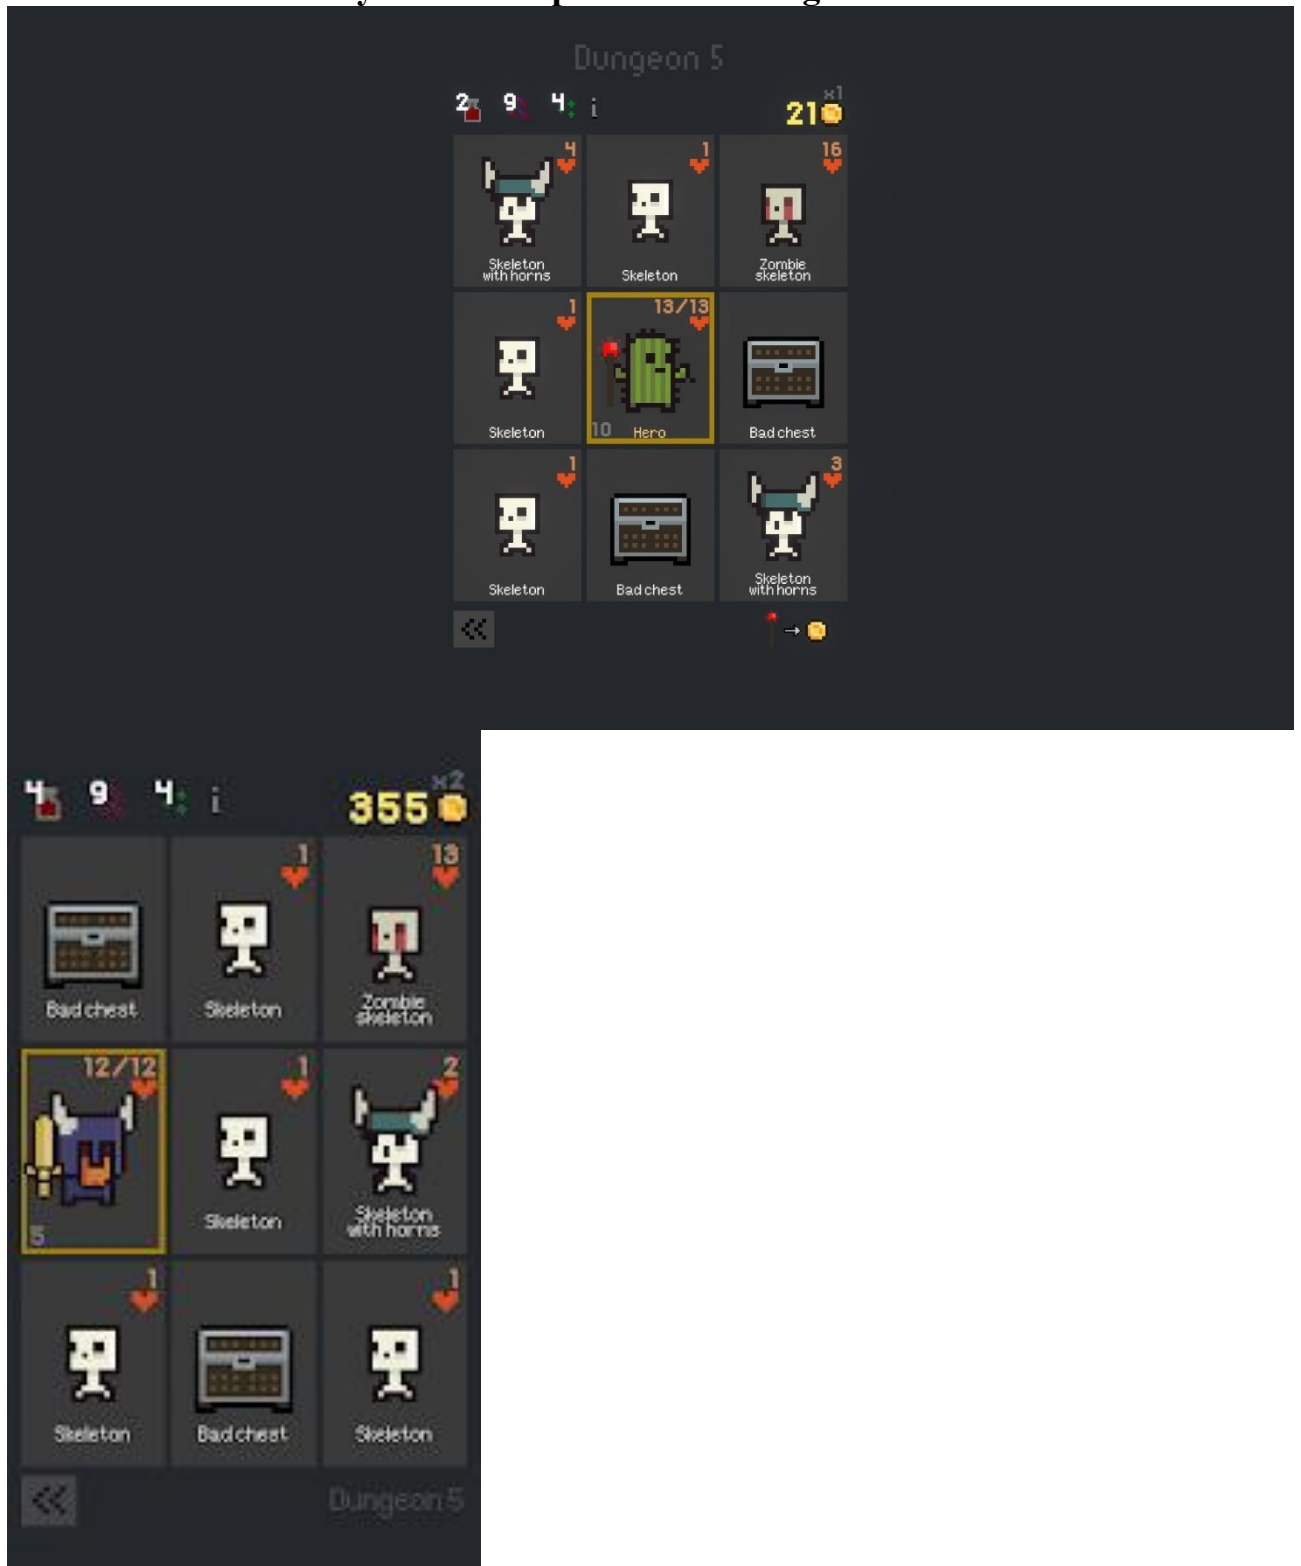 Dungeon 5
x1
2 9 4 i 21
4 1 16
Skeleton
with horns
Skeleton
Zombie
skeleton
1 13/13
Skeleton
10 Hero
Bad chest
1 3
Skeleton
Bad chest
Skeleton
with horns
x2
4 9 4 i 355
1 13
Bad chest
Skeleton
Zombie
skeleton
12/12 1 2
5
Skeleton
Skeleton
with horns
1 1
Skeleton
Bad chest
Skeleton
Dungeon 5